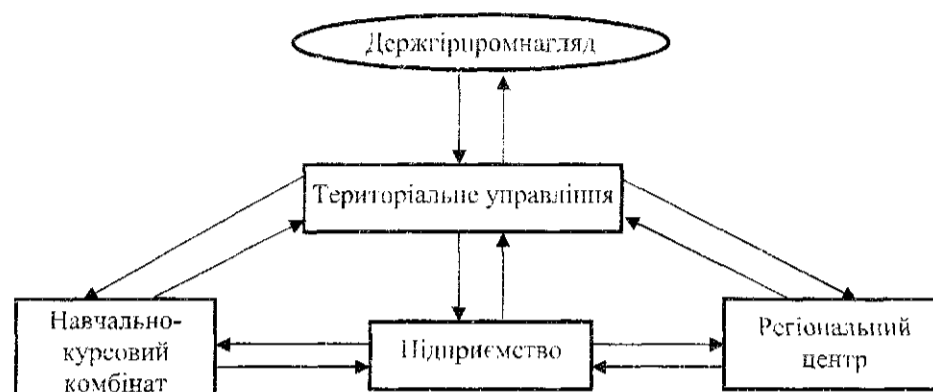 Держгірпромнагляд
Територіальне управління
Навчально-
курсовий
комбінат
Підприємство
Регіональний
центр